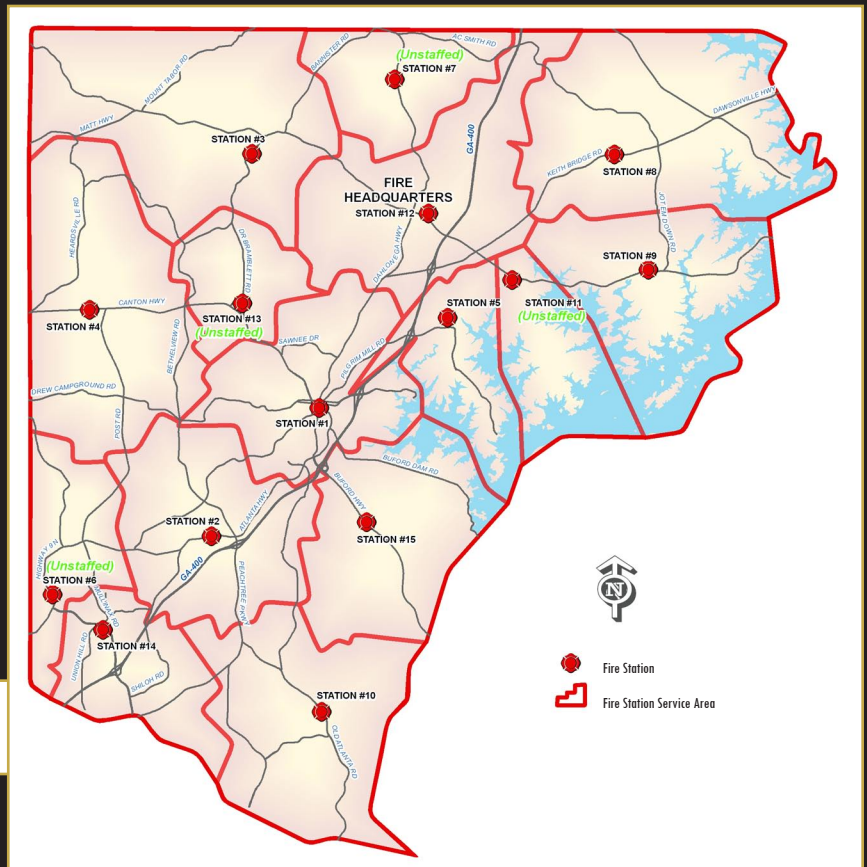 AC SMITH RD
BANNISTER RD
(Unstaffed)
STATION #7
MOUNT TABOR RD
DAWSONVILLE HWY
MATT HWY
GA-400
STATION #3
KEITH BRIDGE RD
STATION #8
FIRE
HEADQUARTERS
STATION #12
HEARDSVILLE RD
JOT EM DOWN RD
DR BRAMBLETT RD
DAHLONEGA HWY
STATION #9
CANTON HWY
STATION #4
STATION #13
(Unstaffed)
STATION #5
STATION #11
(Unstaffed)
BETHELVIEW RD
SAWNEE DR
PILGRIM MILL RD
DREW CAMPGROUND RD
POST RD
STATION #1
BUFORD DAM RD
BUFORD HWY
ATLANTA HWY
STATION #2
STATION #15
HIGHWAY 9 N
(Unstaffed)
STATION #6
GA-400
PEACHTREE PKWY
MULLINAX RD
STATION #14
UNION HILL RD
SHILOH RD
STATION #10
OLD ATLANTA RD
N
Fire Station
Fire Station Service Area